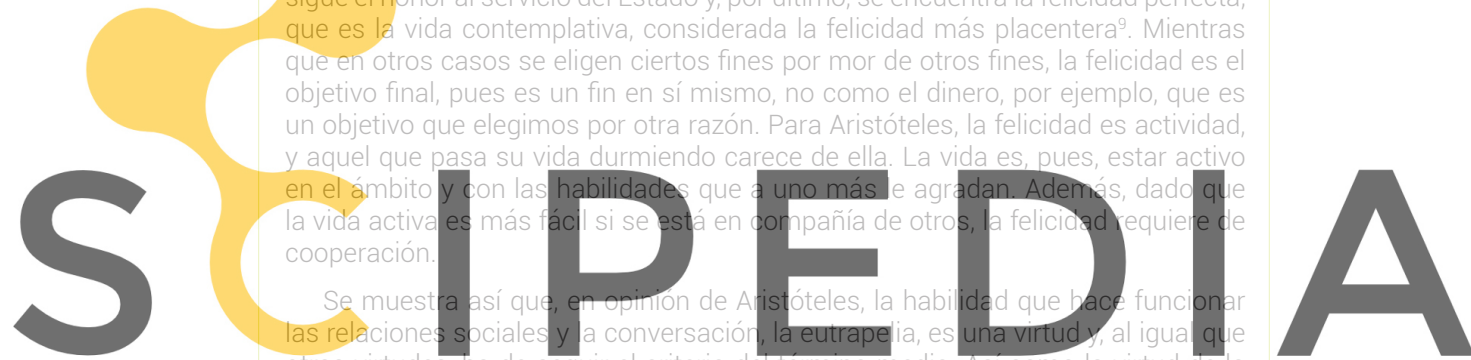 sigue el honor al servicio del Estado y, por último, se encuentra la felicidad perfecta,
que es la vida contemplativa, considerada la felicidad más placentera⁹. Mientras
que en otros casos se eligen ciertos fines por mor de otros fines, la felicidad es el
objetivo final, pues es un fin en sí mismo, no como el dinero, por ejemplo, que es
un objetivo que elegimos por otra razón. Para Aristóteles, la felicidad es actividad,
y aquel que pasa su vida durmiendo carece de ella. La vida es, pues, estar activo
en el ámbito y con las habilidades que a uno más le agradan. Además, dado que
la vida activa es más fácil si se está en compañía de otros, la felicidad requiere de
cooperación.
SCIPEDIA
Se muestra así que, en opinión de Aristóteles, la habilidad que hace funcionar
las relaciones sociales y la conversación, la eutrapelia, es una virtud y, al igual que